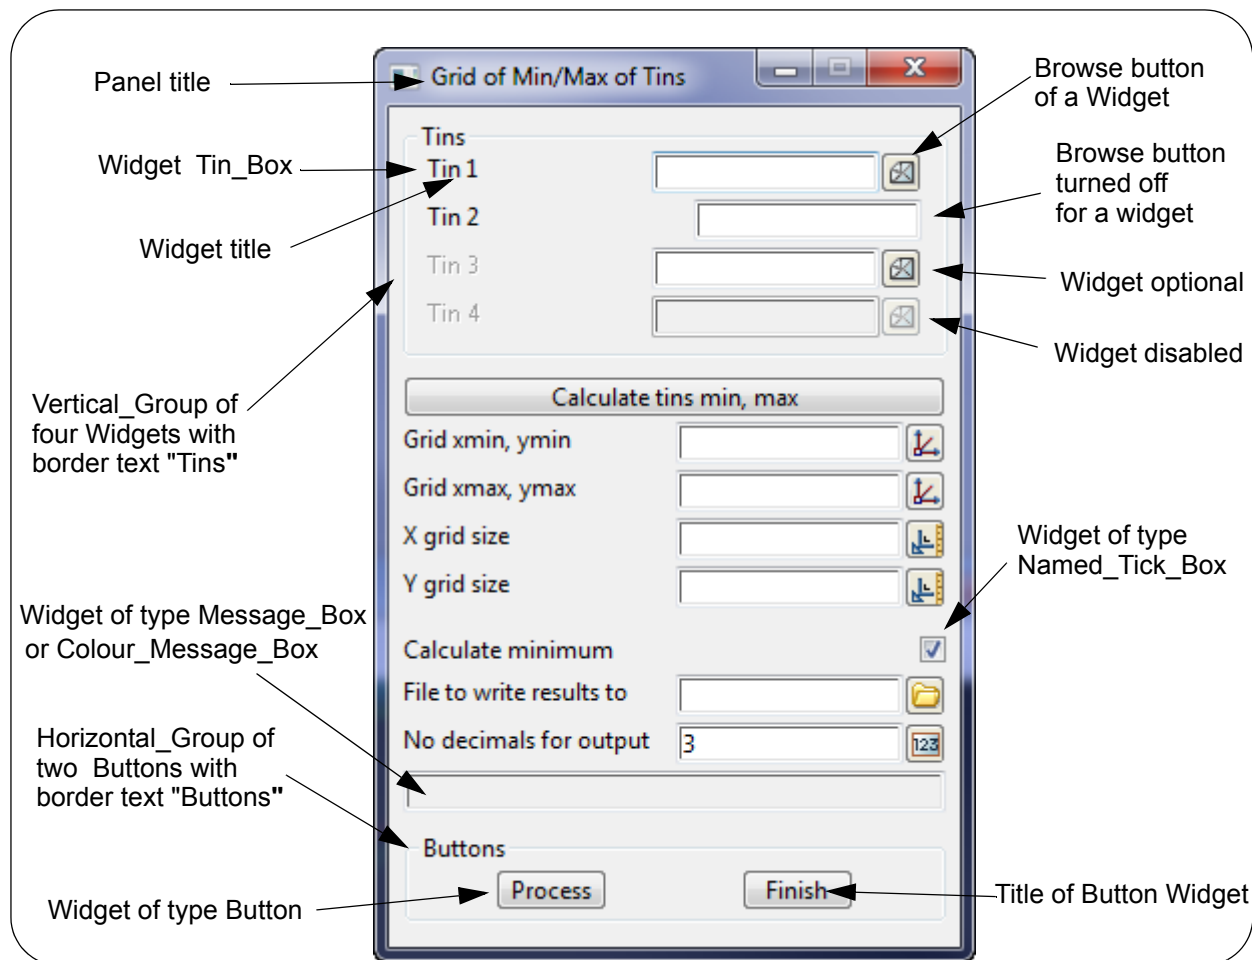 Panel title
Grid of Min/Max of Tins
Browse button
of a Widget
Tins
Widget Tin_Box
Tin 1
Browse button
turned off
for a widget
Tin 2
Widget title
Tin 3
Widget optional
Tin 4
Widget disabled
Vertical_Group of
four Widgets with
border text "Tins"
Calculate tins min, max
Grid xmin, ymin
Grid xmax, ymax
X grid size
Widget of type
Named_Tick_Box
Y grid size
Widget of type Message_Box
or Colour_Message_Box
Calculate minimum
File to write results to
No decimals for output
3
123
Horizontal_Group of
two Buttons with
border text "Buttons"
Buttons
Process
Finish
Widget of type Button
Title of Button Widget